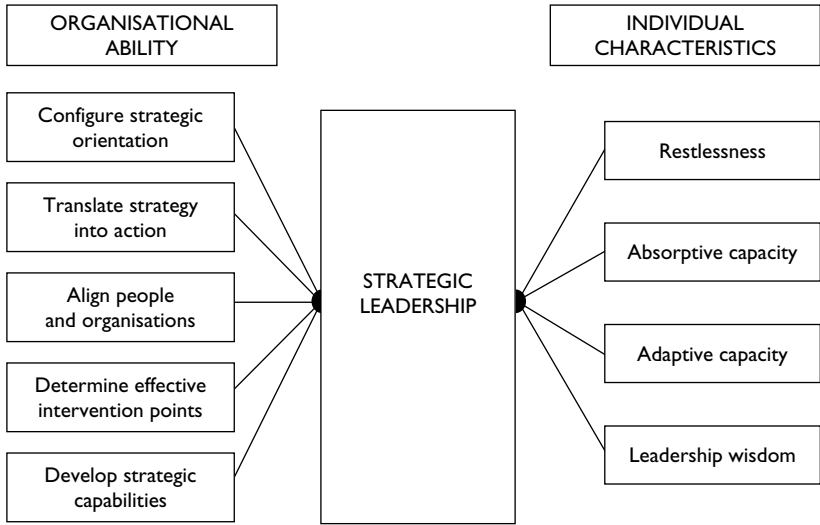 ORGANISATIONAL
ABILITY
INDIVIDUAL
CHARACTERISTICS
Configure strategic
orientation
Translate strategy
into action
Align people
and organisations
Determine effective
intervention points
Develop strategic
capabilities
STRATEGIC
LEADERSHIP
Restlessness
Absorptive capacity
Adaptive capacity
Leadership wisdom